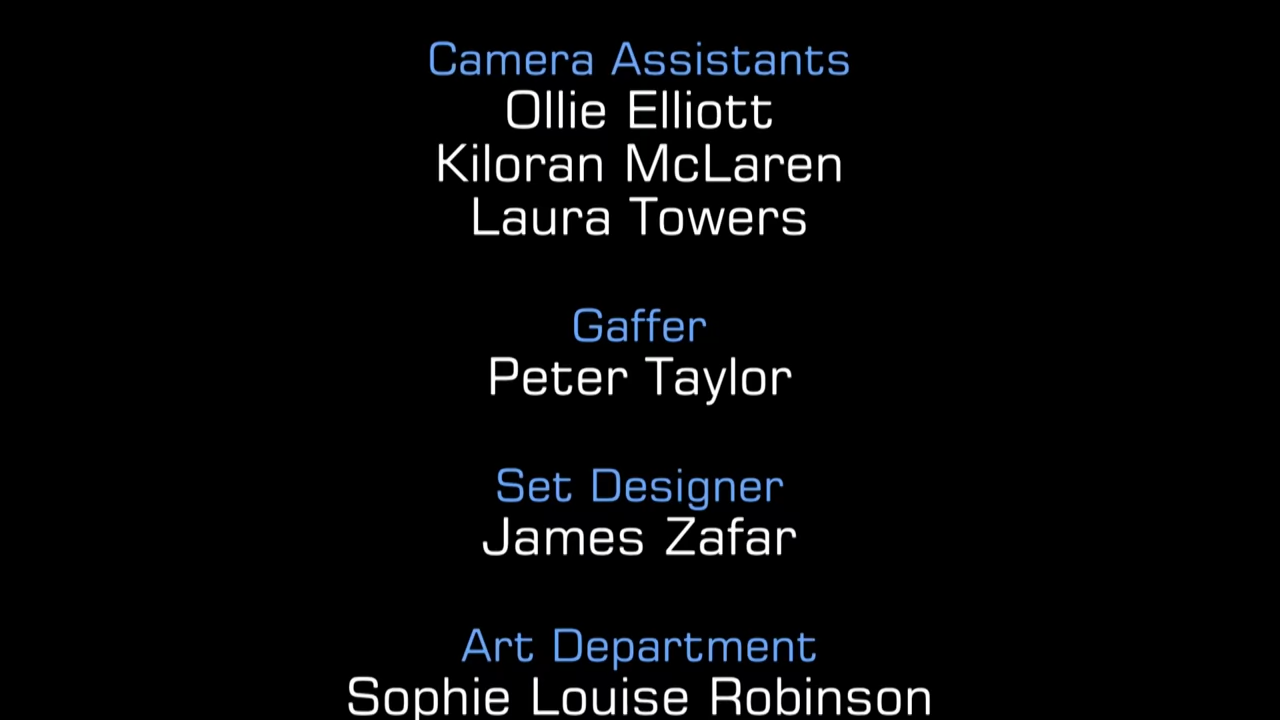 Camera Assistants
Ollie Elliott
Kiloran McLaren
Laura Towers
Gaffer
Peter Taylor
Set Designer
James Zafar
Art Department
Sophie Louise Robinson